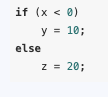 if (x < 0)
    y = 10;
else
    z = 20;